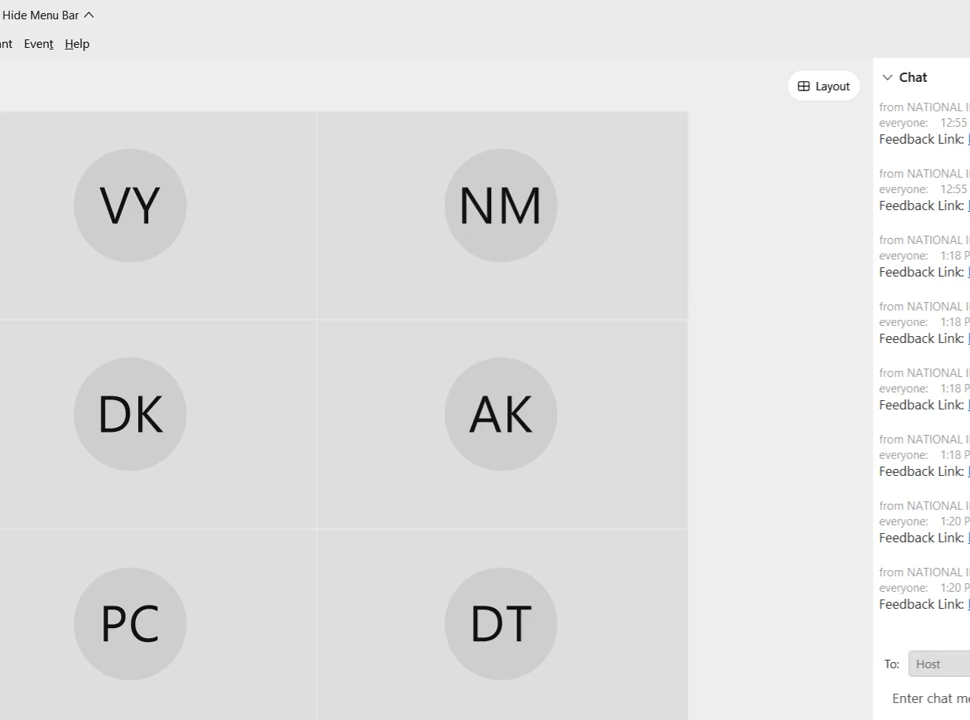 Hide Menu Bar
Event Help
Layout
VY
NM
DK
AK
PC
DT
Chat
from NATIONAL
everyone: 12:55
Feedback Link:
from NATIONAL
everyone: 12:55
Feedback Link:
from NATIONAL
everyone: 1:18 P
Feedback Link:
from NATIONAL
everyone: 1:18 P
Feedback Link:
from NATIONAL
everyone: 1:18 P
Feedback Link:
from NATIONAL
everyone: 1:18 P
Feedback Link:
from NATIONAL
everyone: 1:20 P
Feedback Link:
from NATIONAL
everyone: 1:20 P
Feedback Link:
To: Host
Enter chat me